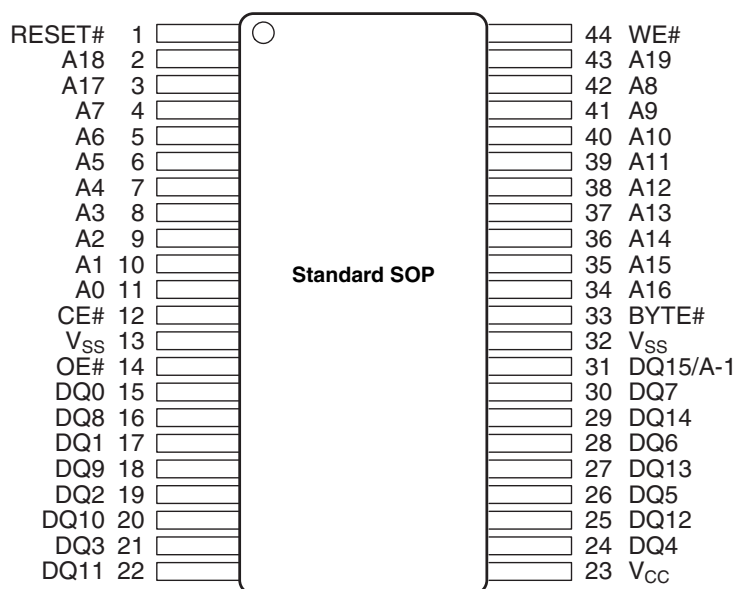 RESET# 1 44 WE#
A18 2 43 A19
A17 3 42 A8
A7 4 41 A9
A6 5 40 A10
A5 6 39 A11
A4 7 38 A12
A3 8 37 A13
A2 9 36 A14
A1 10 35 A15
Standard SOP
A0 11 34 A16
CE# 12 33 BYTE#
VSS 13 32 VSS
OE# 14 31 DQ15/A-1
DQ0 15 30 DQ7
DQ8 16 29 DQ14
DQ1 17 28 DQ6
DQ9 18 27 DQ13
DQ2 19 26 DQ5
DQ10 20 25 DQ12
DQ3 21 24 DQ4
DQ11 22 23 VCC